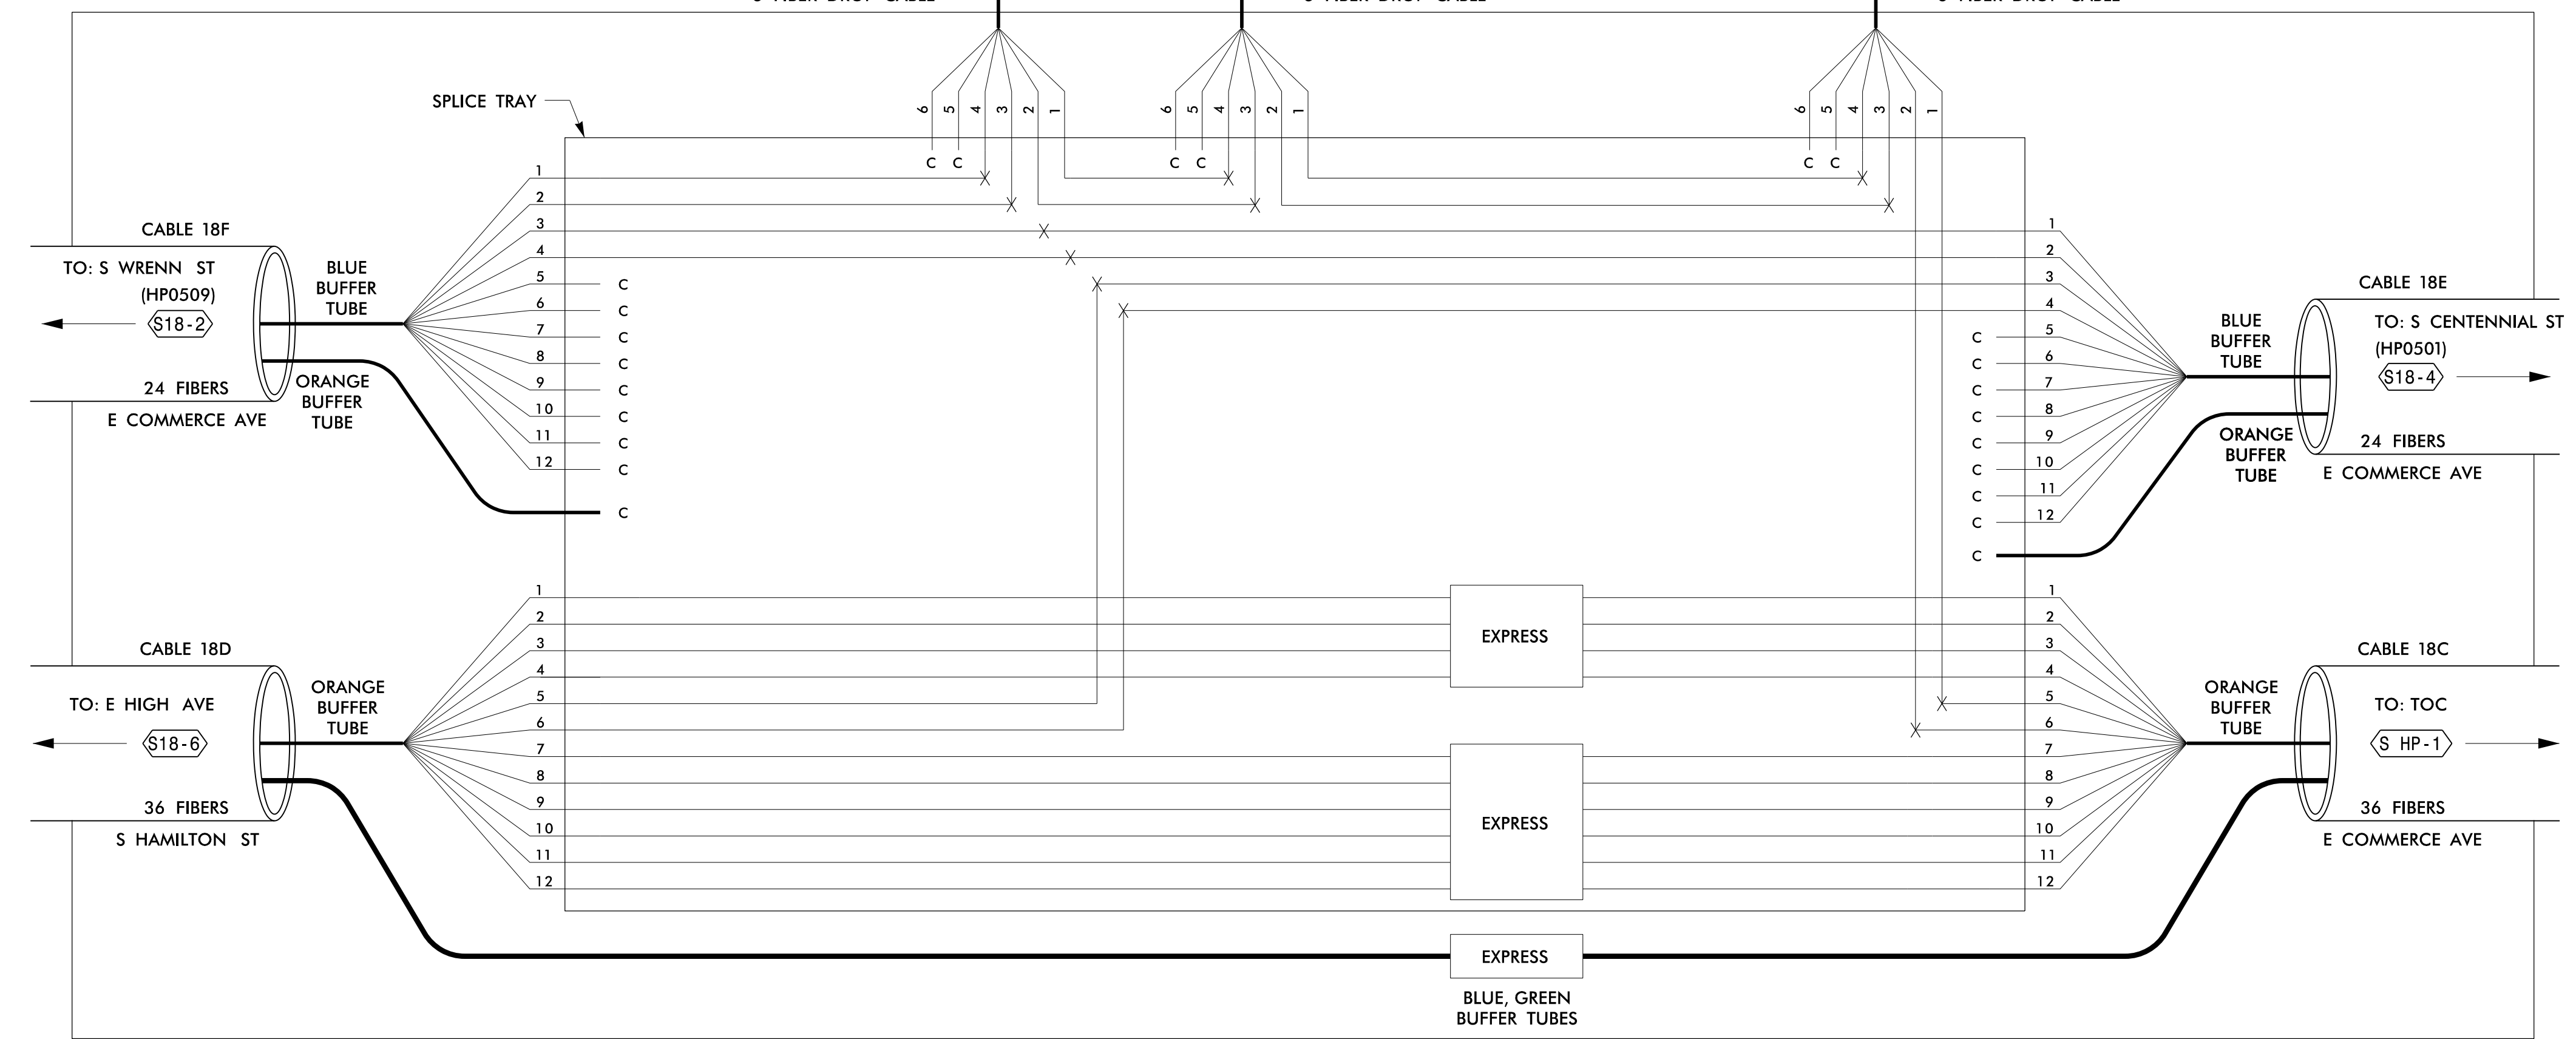 SPLICE TRAY
6 5 4 3 2 1
6 5 4 3 2 1
6 5 4 3 2 1
C C
C C
C C
CABLE 18F
TO: S WRENN ST
(HP0509)
S18-2
24 FIBERS
E COMMERCE AVE
BLUE
BUFFER
TUBE
ORANGE
BUFFER
TUBE
1
2
3
4
5 C
6 C
7 C
8 C
9 C
10 C
11 C
12 C
C
1
2
3
4
C 5
C 6
C 7
C 8
C 9
C 10
C 11
C 12
C
BLUE
BUFFER
TUBE
ORANGE
BUFFER
TUBE
CABLE 18E
TO: S CENTENNIAL ST
(HP0501)
S18-4
24 FIBERS
E COMMERCE AVE
CABLE 18D
TO: E HIGH AVE
S18-6
36 FIBERS
S HAMILTON ST
ORANGE
BUFFER
TUBE
1
2
3
4
5
6
7
8
9
10
11
12
EXPRESS
EXPRESS
EXPRESS
BLUE, GREEN
BUFFER TUBES
1
2
3
4
5
6
7
8
9
10
11
12
ORANGE
BUFFER
TUBE
CABLE 18C
TO: TOC
S HP-1
36 FIBERS
E COMMERCE AVE